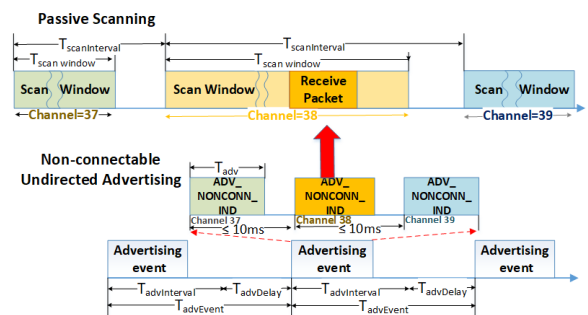 Passive Scanning
TscanInterval
TscanInterval
Tscan window
Tscan window
Scan Window
Scan Window
Receive
Packet
Scan Window
Channel=37
Channel=38
Channel=39
Non-connectable
Undirected Advertising
Tadv
ADV_
NONCONN_
IND
ADV_
NONCONN_
IND
ADV_
NONCONN_
IND
Channel 37
Channel 38
Channel 39
≤ 10ms
≤ 10ms
Advertising
event
Advertising
event
Advertising
event
TadvInterval
TadvDelay
TadvInterval
TadvDelay
TadvEvent
TadvEvent